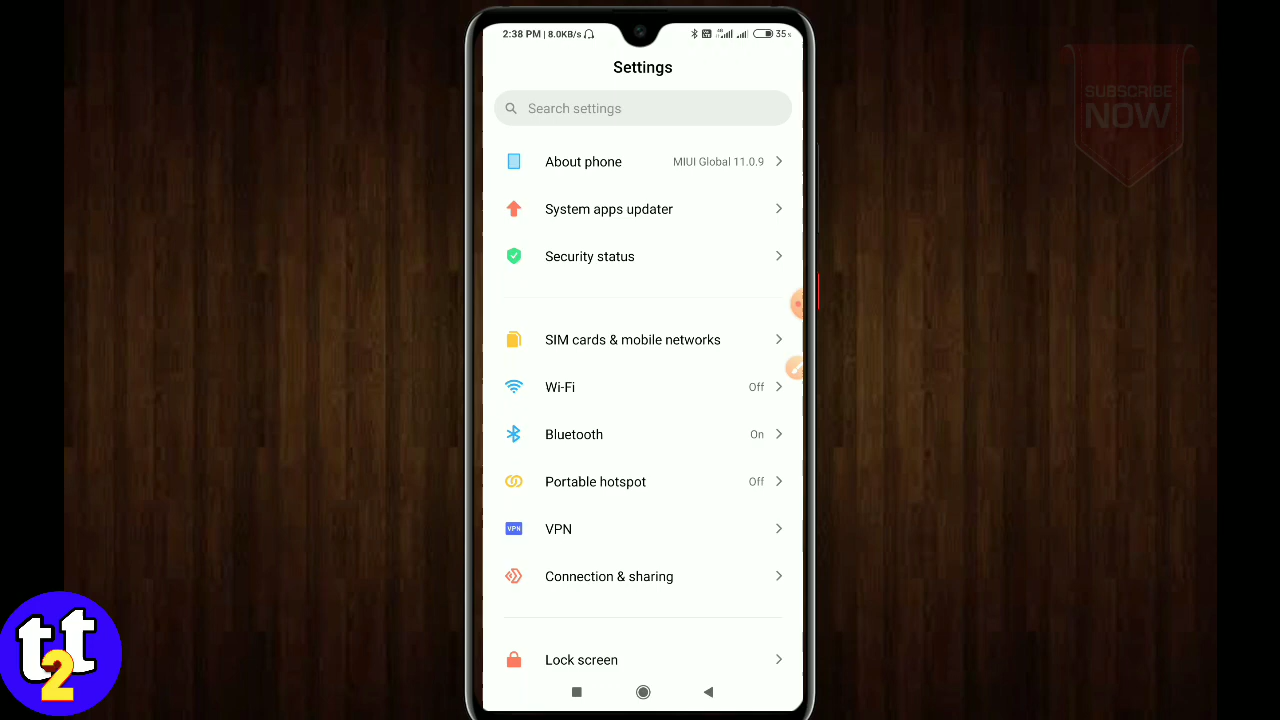 2:38 PM | 8.0KB/s
35
Settings
Search settings
About phone
MIUI Global 11.0.9
System apps updater
Security status
SIM cards & mobile networks
Wi-Fi
Off
Bluetooth
On
Portable hotspot
Off
VPN
VPN
Connection & sharing
Lock screen
SUBSCRIBE
NOW
tt
2